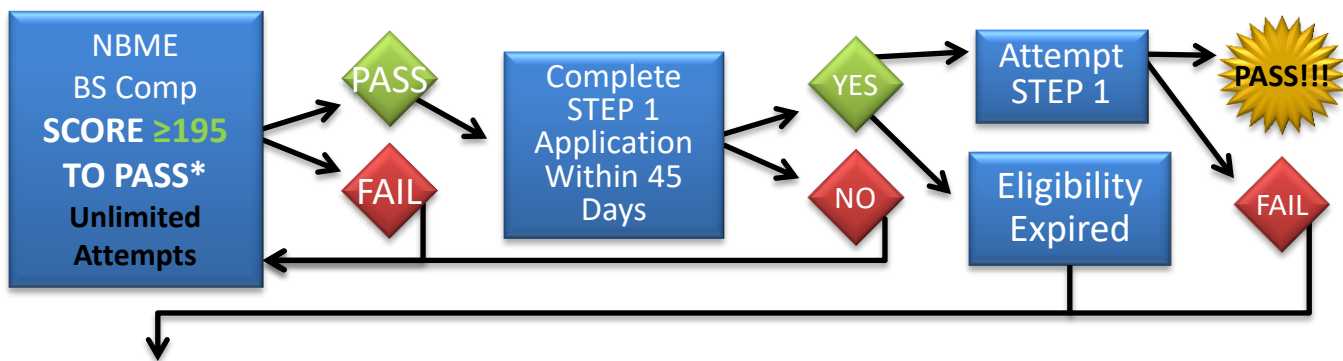 NBME
BS Comp
SCORE ≥195
TO PASS*
Unlimited
Attempts
PASS
FAIL
Complete
STEP 1
Application
Within 45
Days
YES
NO
Attempt
STEP 1
Eligibility
Expired
PASS!!!
FAIL